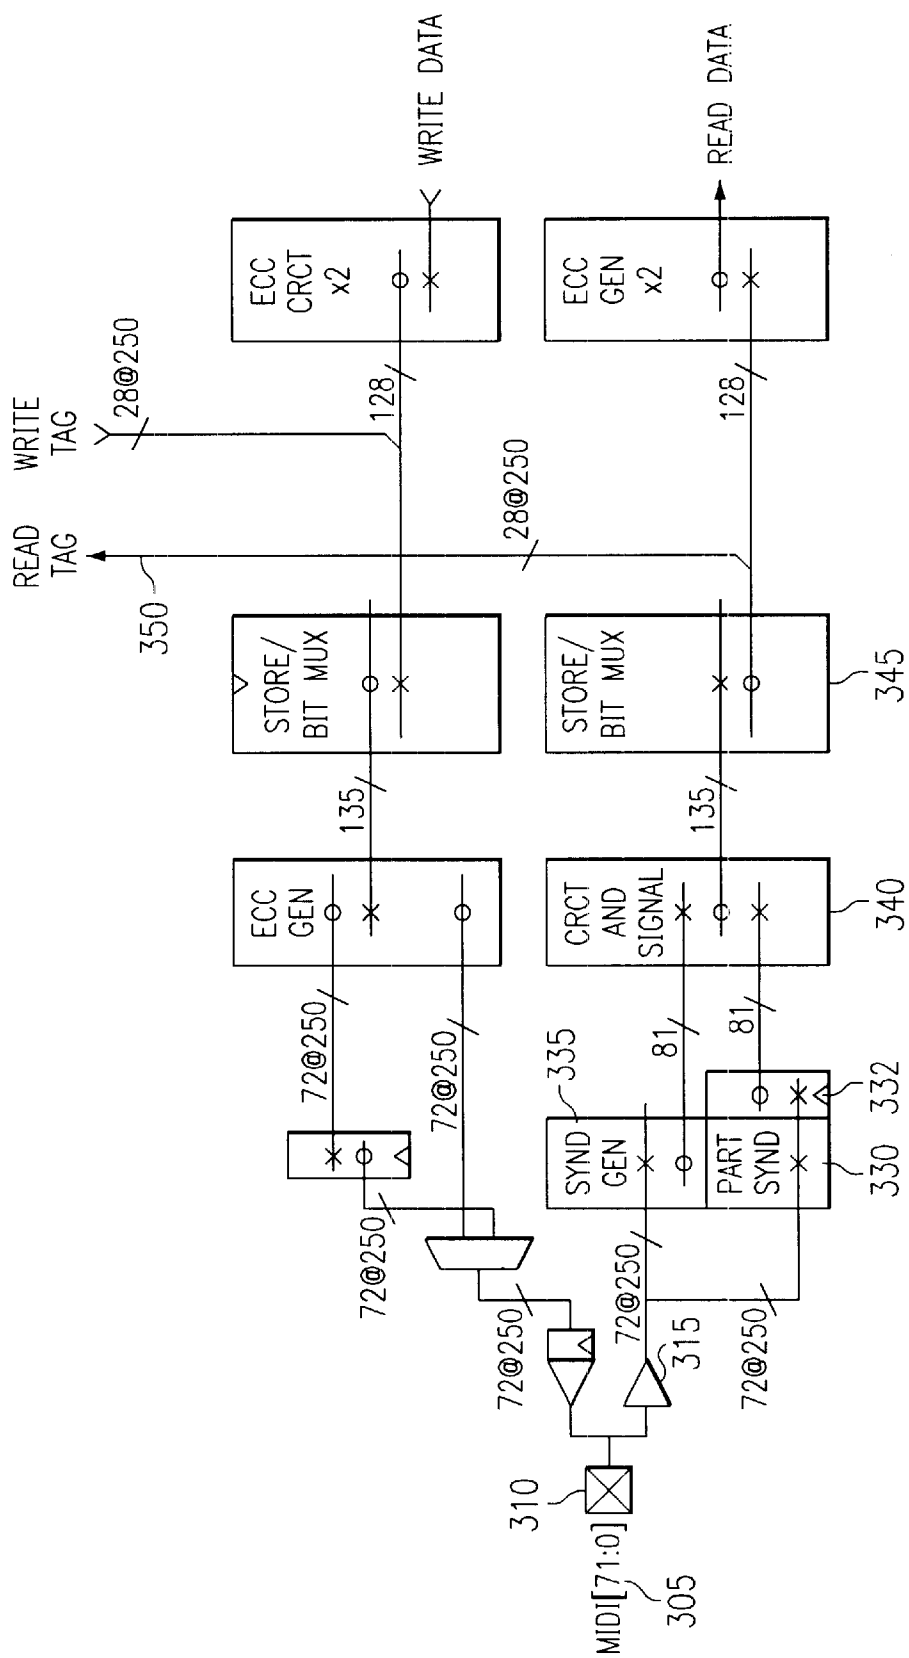 WRITE DATA
READ DATA
ECC
CRCT
x2
ECC
GEN
x2
28@250
128
128
WRITE
TAG
READ
TAG
28@250
350
STORE/
BIT MUX
STORE/
BIT MUX
345
135
135
ECC
GEN
CRCT
AND
SIGNAL
340
72@250
72@250
81
81
335
332
SYND
GEN
PART
SYND
330
72@250
72@250
72@250
72@250
315
310
MIDI[71:0]
305